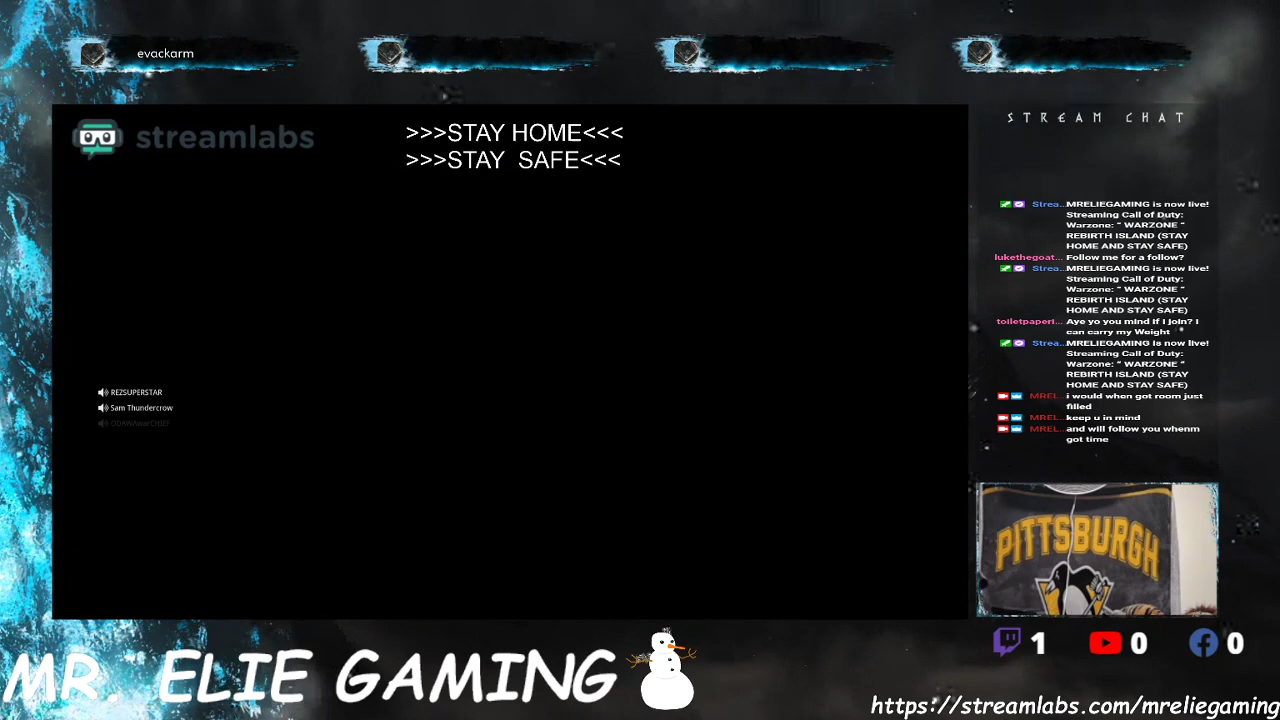 evackarm
streamlabs
>>>STAY HOME<<<
>>>STAY  SAFE<<<
STREAM CHAT
Strea... MRELIEGAMING is now live!
Streaming Call of Duty:
Warzone: " WARZONE "
REBIRTH ISLAND (STAY
HOME AND STAY SAFE)
lukethegoat... Follow me for a follow?
Strea... MRELIEGAMING is now live!
Streaming Call of Duty:
Warzone: " WARZONE "
REBIRTH ISLAND (STAY
HOME AND STAY SAFE)
toiletpaperl... Aye yo you mind if I join? I
can carry my Weight
Strea... MRELIEGAMING is now live!
Streaming Call of Duty:
Warzone: " WARZONE "
REBIRTH ISLAND (STAY
HOME AND STAY SAFE)
MREL... i would when got room just
filled
MREL... keep u in mind
MREL... and will follow you whenm
got time
REZSUPERSTAR
Sam Thundercrow
PITTSBURGH
1
0
0
MR. ELIE GAMING
https://streamlabs.com/mreliegaming